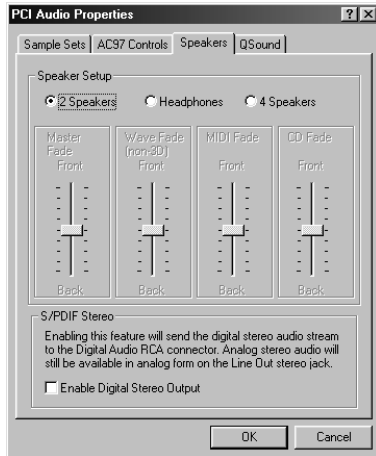 PCI Audio Properties
Sample Sets AC97 Controls Speakers QSound
Speaker Setup
2 Speakers Headphones 4 Speakers
Master Fade Wave Fade (non-3D) MIDI Fade CD Fade
Front Front Front Front
Back Back Back Back
S/PDIF Stereo
Enabling this feature will send the digital stereo audio stream
to the Digital Audio RCA connector. Analog stereo audio will
still be available in analog form on the Line Out stereo jack.
Enable Digital Stereo Output
OK Cancel